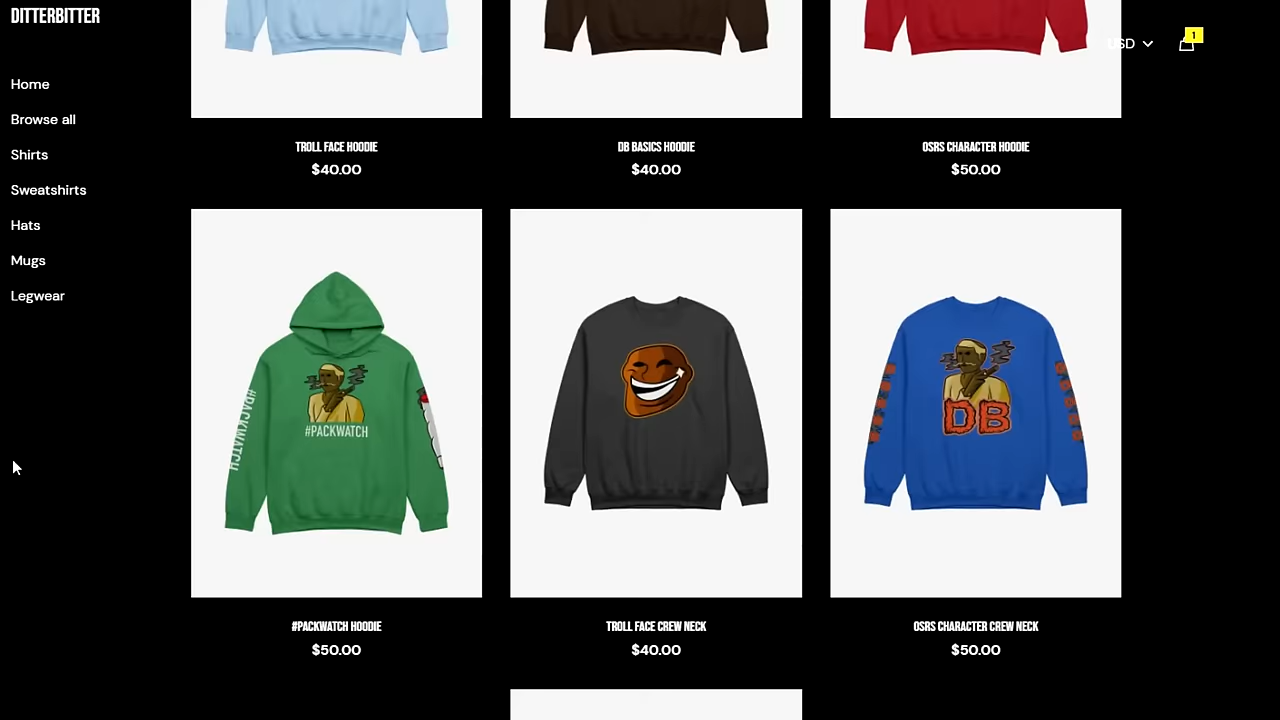 DITTERBITTER
USD
1
Home
Browse all
Shirts
Sweatshirts
Hats
Mugs
Legwear
TROLL FACE HOODIE
$40.00
DB BASICS HOODIE
$40.00
OSRS CHARACTER HOODIE
$50.00
#PACKWATCH
#PACKWATCH
DB
#PACKWATCH HOODIE
$50.00
TROLL FACE CREW NECK
$40.00
OSRS CHARACTER CREW NECK
$50.00